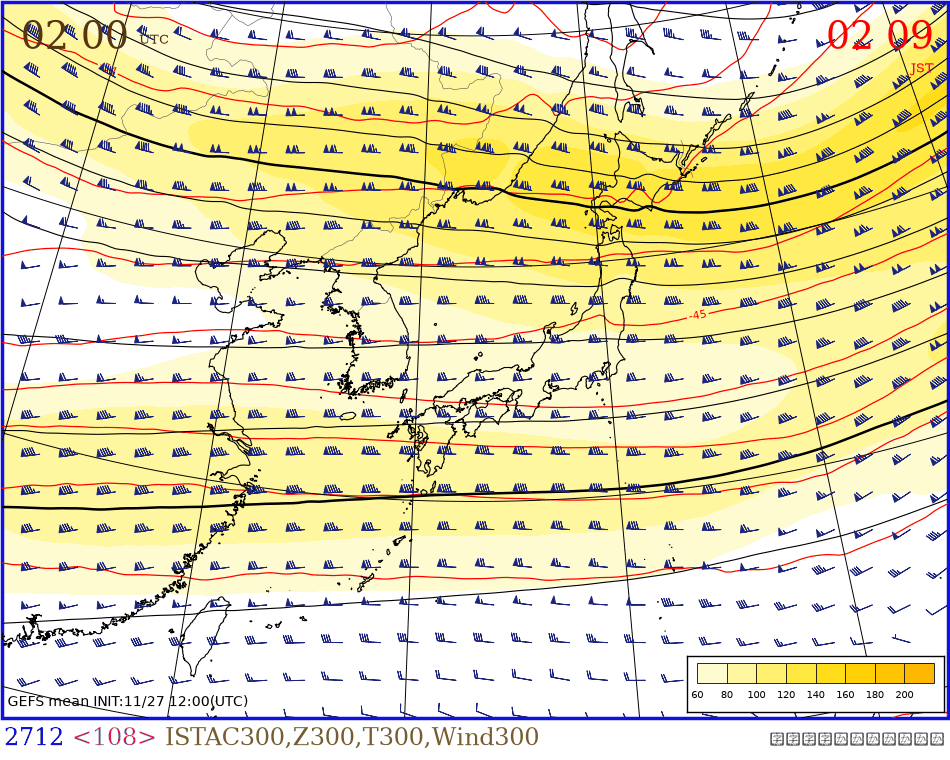 02 00 UTC
02 09
JST
-45
60 80 100 120 140 160 180 200
GEFS mean INIT:11/27 12:00(UTC)
2712 <108> ISTAC300,Z300,T300,Wind300